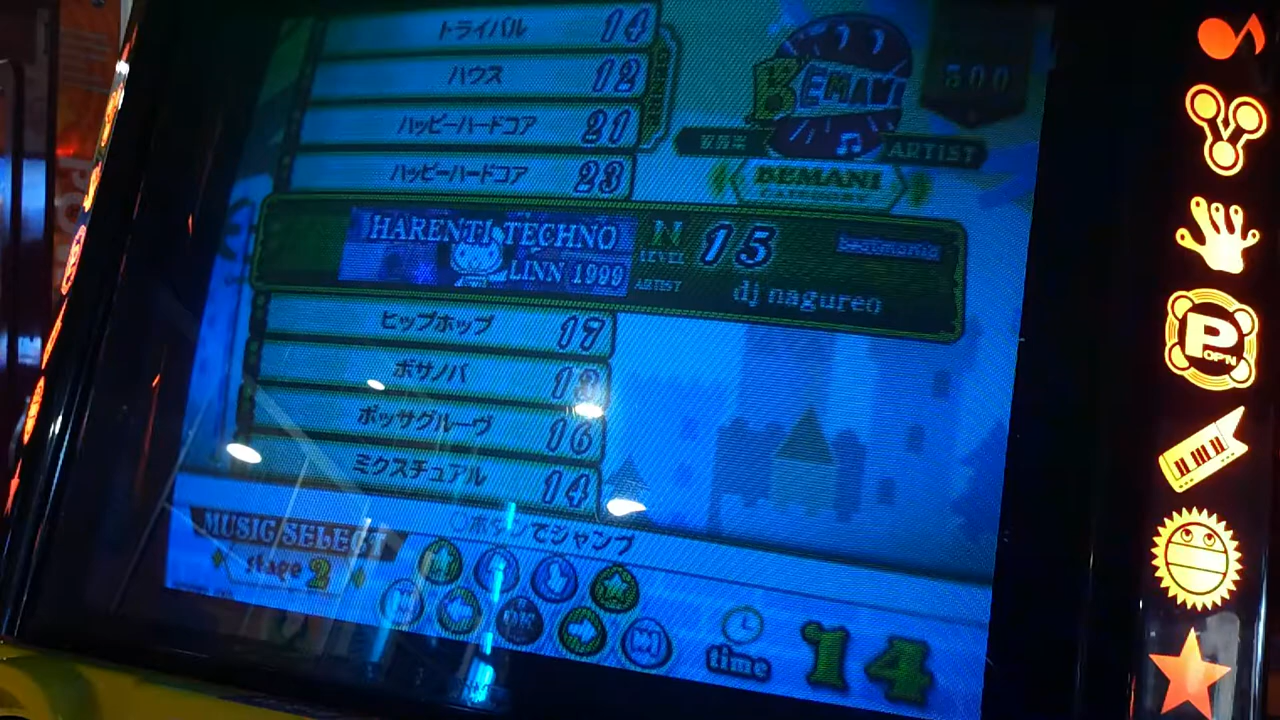 トライバル 14
ハウス 12
ハッピーハードコア 21
ハッピーハードコア 23
BEMANI
ARTIST
500
BEMANI
HARENTI TECHNO
LINN 1999
N
LEVEL 15
beatmania
ARTIST dj nagureo
ヒップホップ 17
ボサノバ
ボッサグルーヴ 16
ミクスチュアル 14
○ボタンでジャンプ
MUSIC SELECT
stage 2
OK
time 14
POP'N